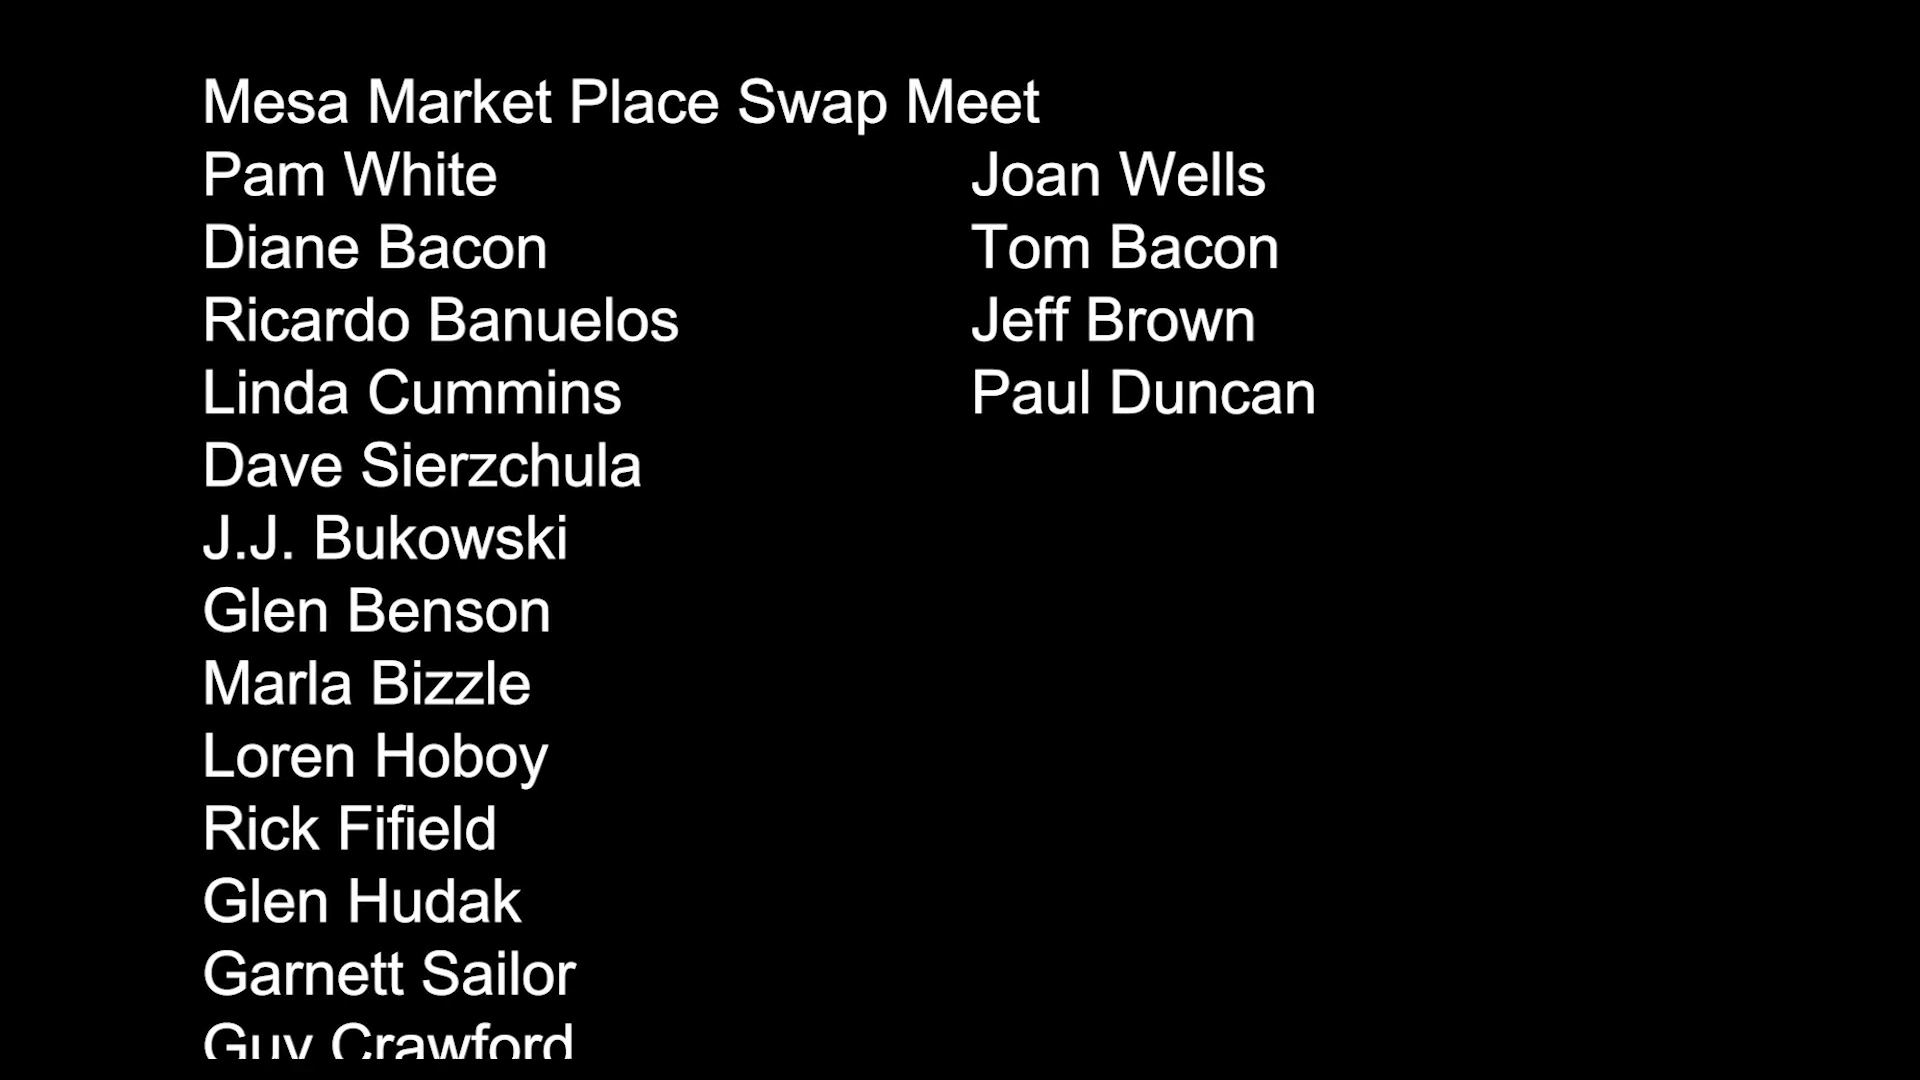 Mesa Market Place Swap Meet
Pam White Joan Wells
Diane Bacon Tom Bacon
Ricardo Banuelos Jeff Brown
Linda Cummins Paul Duncan
Dave Sierzchula
J.J. Bukowski
Glen Benson
Marla Bizzle
Loren Hoboy
Rick Fifield
Glen Hudak
Garnett Sailor
Guy Crawford